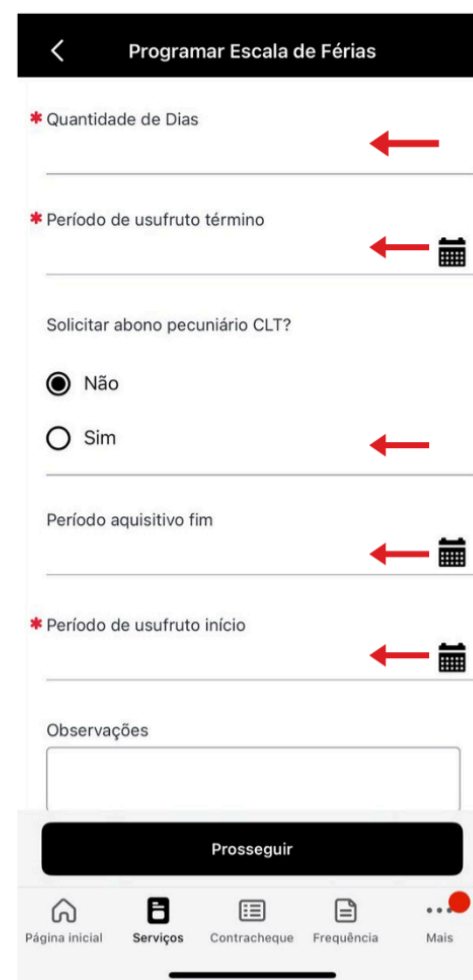 Programar Escala de Férias
* Quantidade de Dias
* Período de usufruto término
Solicitar abono pecuniário CLT?
Não
Sim
Período aquisitivo fim
* Período de usufruto início
Observações
Prosseguir
Página inicial Serviços Contracheque Frequência Mais